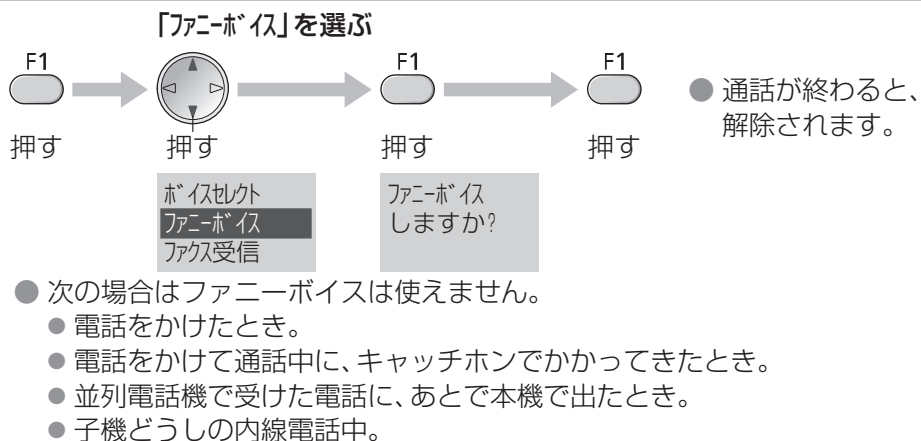 「ﾌｧﾆｰﾎﾞｲｽ」を選ぶ
F1 F1 F1
押す 押す 押す 押す
● 通話が終わると、
解除されます。
ﾎﾞｲｽｾﾚｸﾄ
ﾌｧﾆｰﾎﾞｲｽ
ﾌｧｸｽ受信
ﾌｧﾆｰﾎﾞｲｽ
しますか?
● 次の場合はファニーボイスは使えません。
● 電話をかけたとき。
● 電話をかけて通話中に、キャッチホンでかかってきたとき。
● 並列電話機で受けた電話に、あとで本機で出たとき。
● 子機どうしの内線電話中。